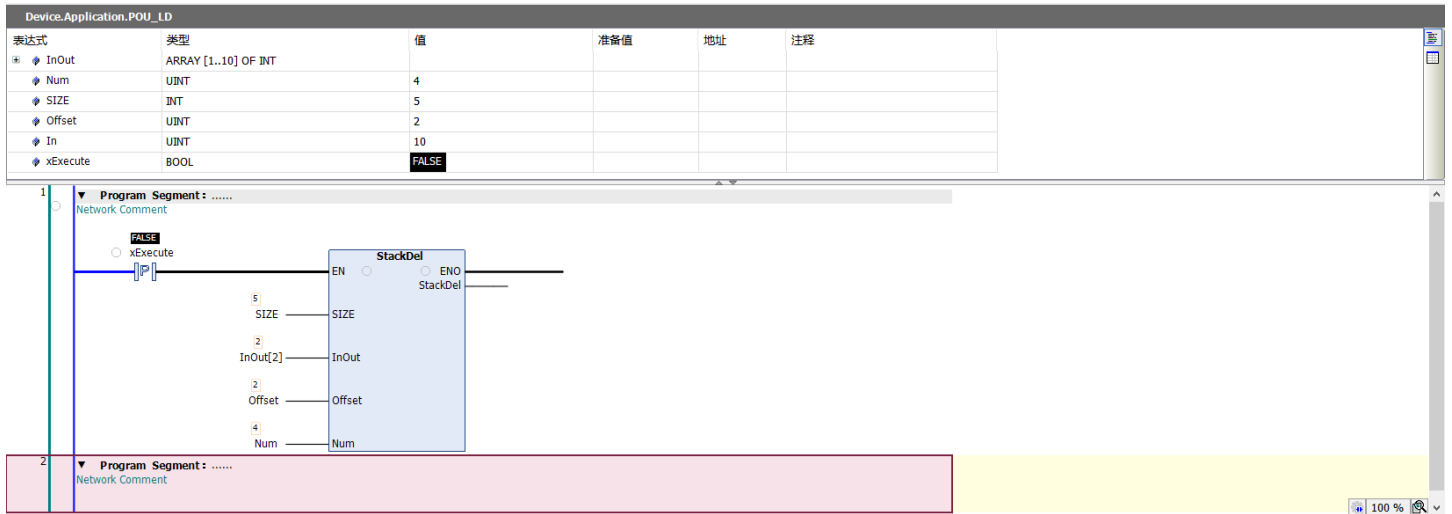 Device.Application.POU_LD
表达式 类型 值 准备值 地址 注释
InOut ARRAY [1..10] OF INT
Num UINT 4
SIZE INT 5
Offset UINT 2
In UINT 10
xExecute BOOL FALSE
1 Program Segment: ......
Network Comment
FALSE
xExecute
P
StackDel
EN ENO
StackDel
5
SIZE SIZE
2
InOut[2] InOut
2
Offset Offset
4
Num Num
2 Program Segment: ......
Network Comment
100 %